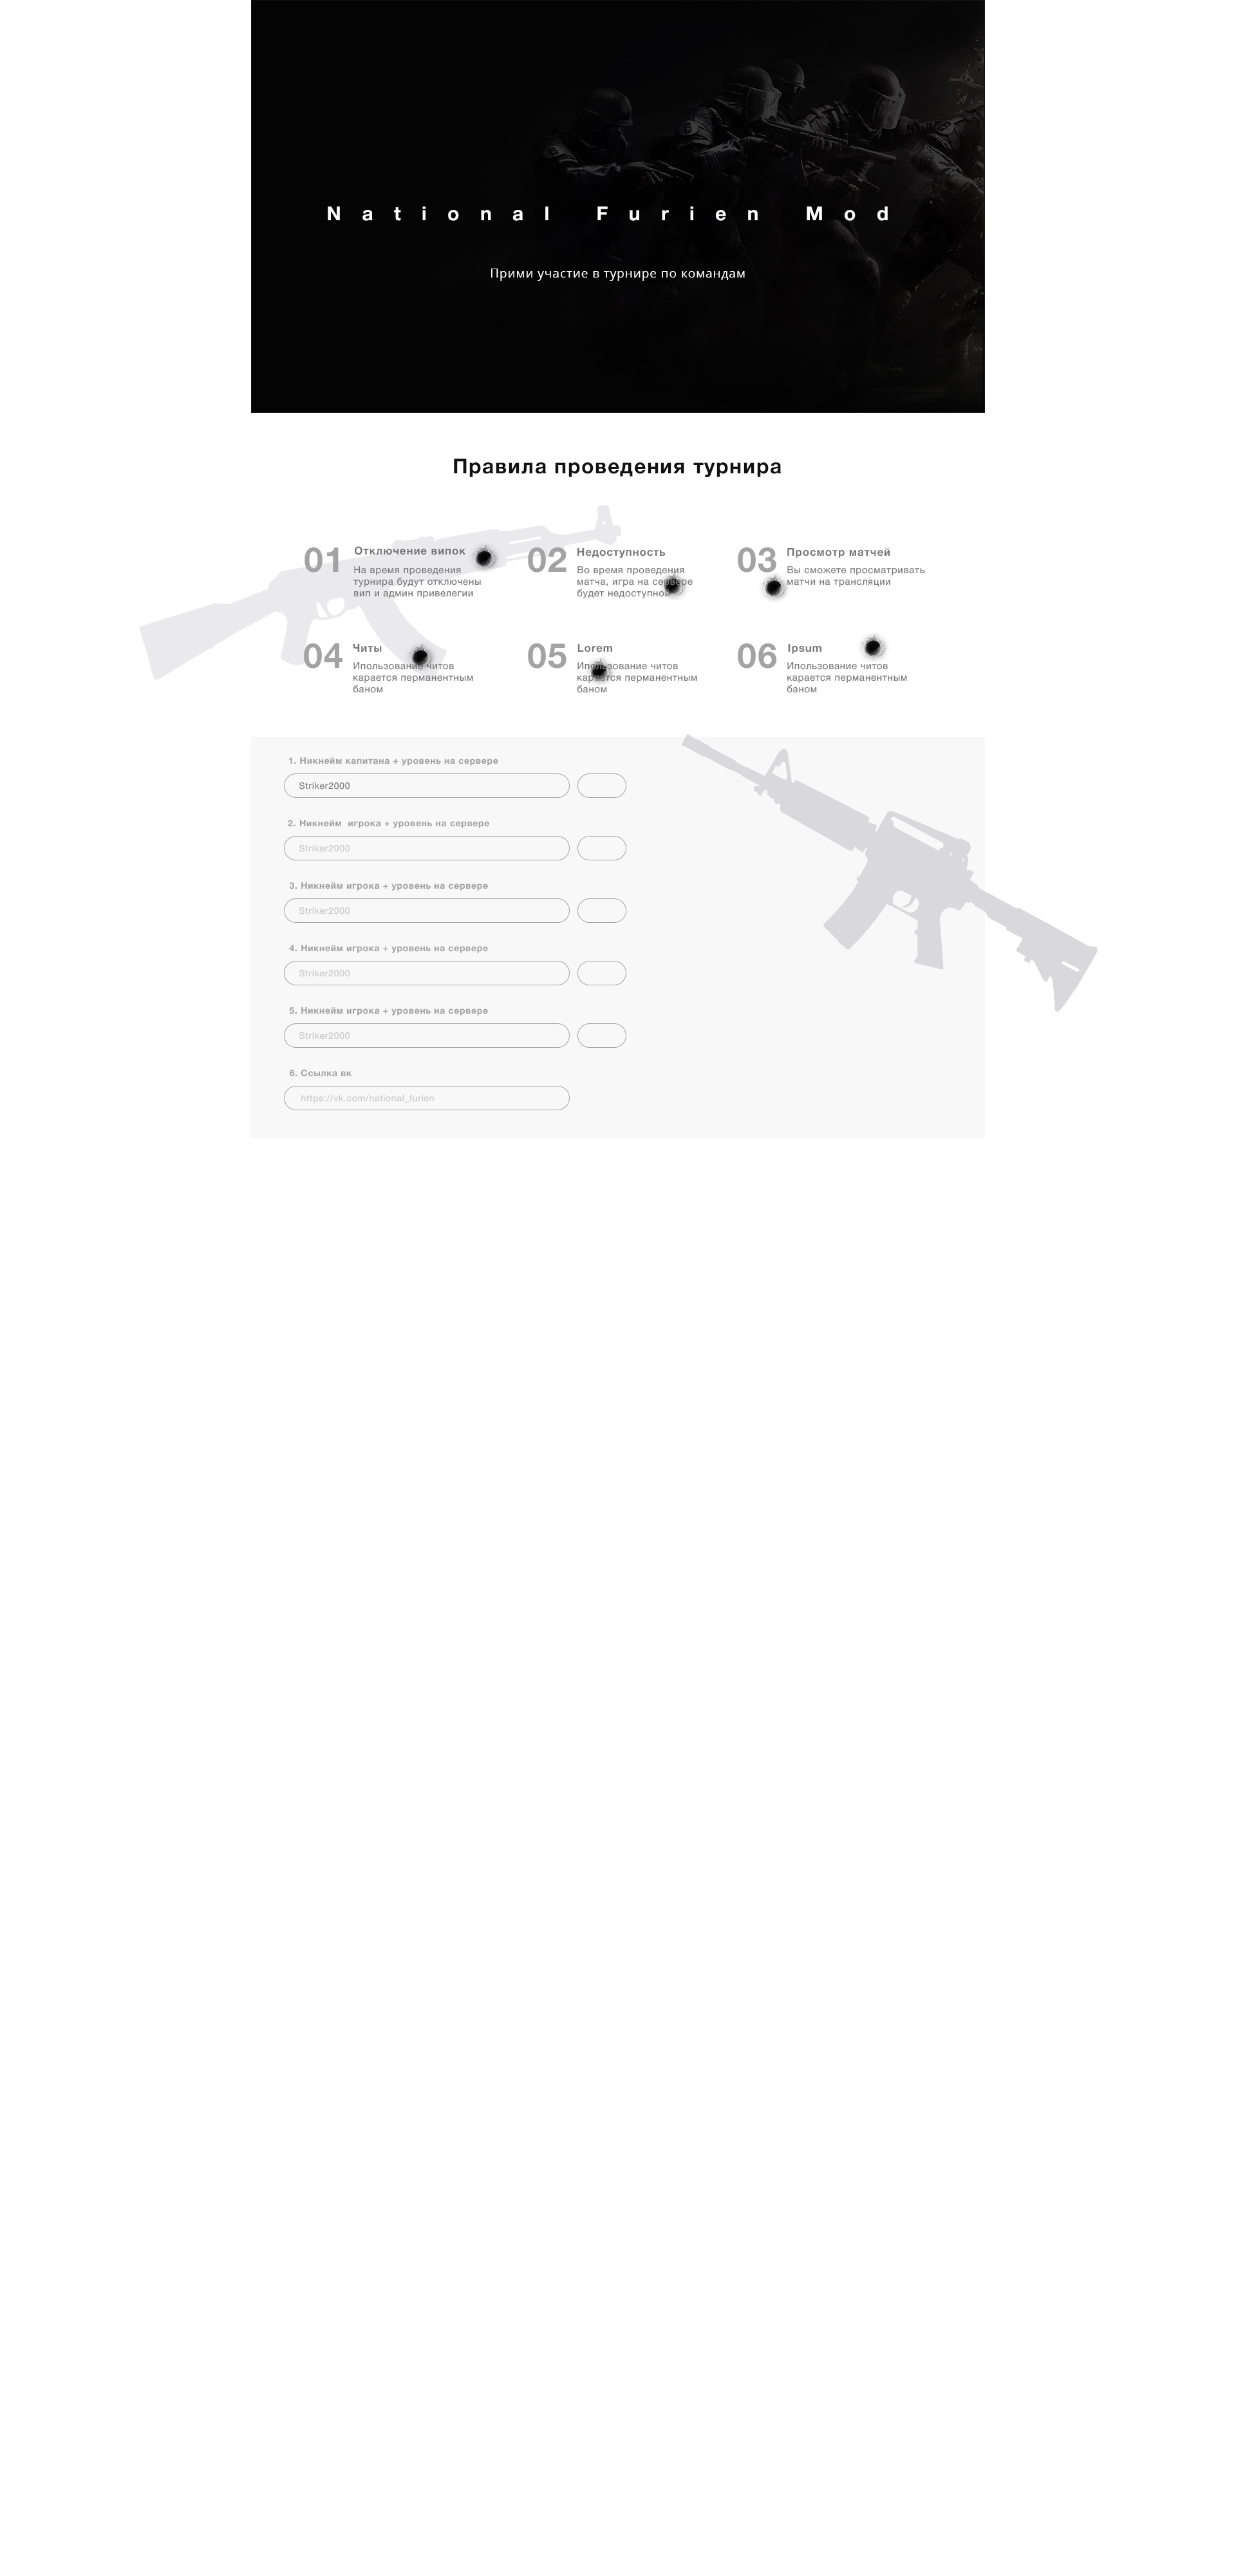 National Furien Mod
Прими участие в турнире по командам
Правила проведения турнира
01
Отключение випок
На время проведения
турнира будут отключены
вип и админ привелегии
02
Недоступность
Во время проведения
матча, игра на сервере
будет недоступной
03
Просмотр матчей
Вы сможете просматривать
матчи на трансляции
04
Читы
Ипользование читов
карается перманентным
баном
05
Lorem
Ипользование читов
карается перманентным
баном
06
Ipsum
Ипользование читов
карается перманентным
баном
1. Никнейм капитана + уровень на сервере
Striker2000
2. Никнейм  игрока + уровень на сервере
Striker2000
3. Никнейм игрока + уровень на сервере
Striker2000
4. Никнейм игрока + уровень на сервере
Striker2000
5. Никнейм игрока + уровень на сервере
Striker2000
6. Ссылка вк
https://vk.com/national_furien